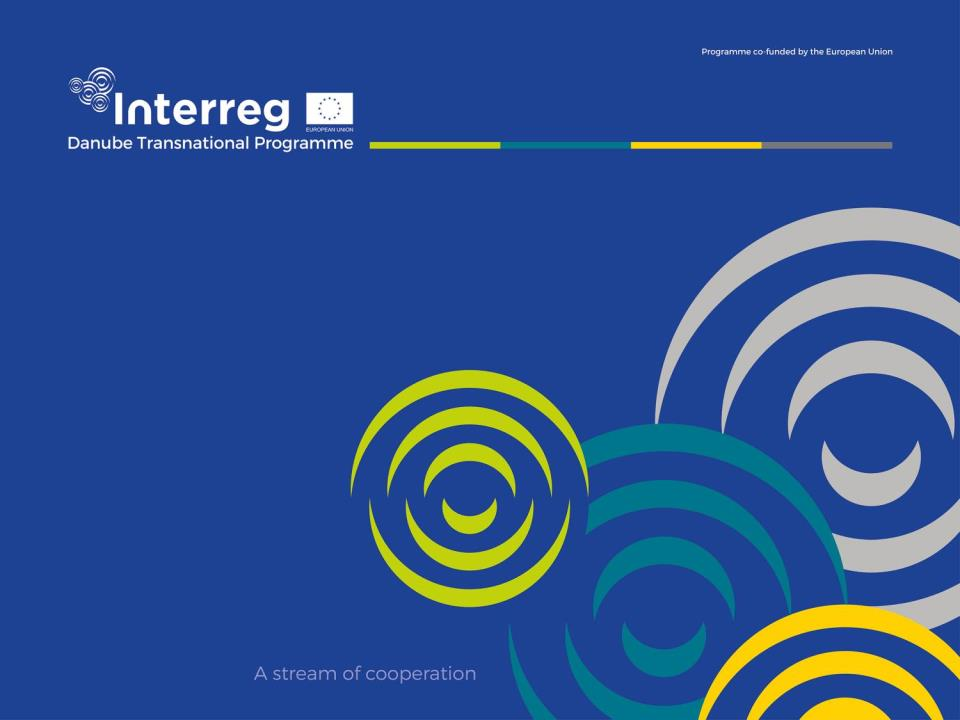 Programme co-funded by the European Union
Interreg
EUROPEAN UNION
Danube Transnational Programme
A stream of cooperation